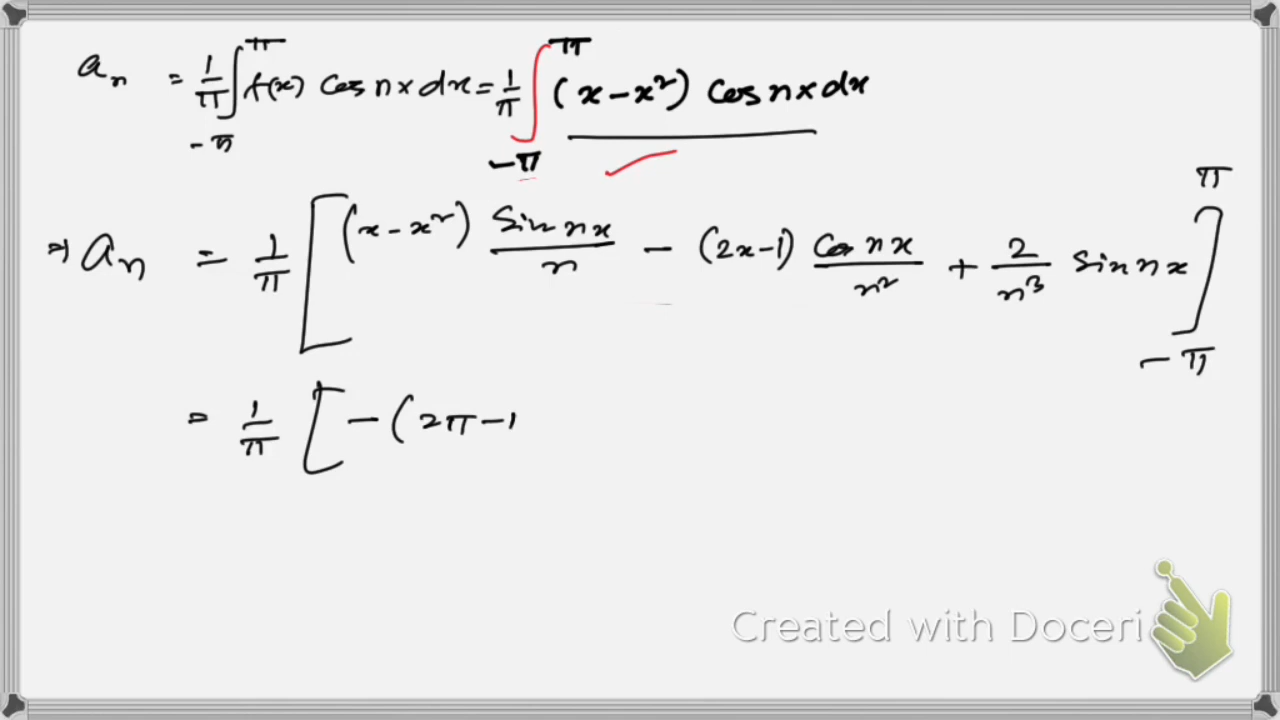 aₙ = 1/π ∫_{-π}^{π} f(x) Cos nx dx = 1/π ∫_{-π}^{π} (x - x²) Cos nx dx
⇒ aₙ = 1/π [(x - x²) Sin nx / n - (2x - 1) Cos nx / n² + 2/n³ Sin nx]_{-π}^{π}
= 1/π [-(2π - 1
Created with Doceri